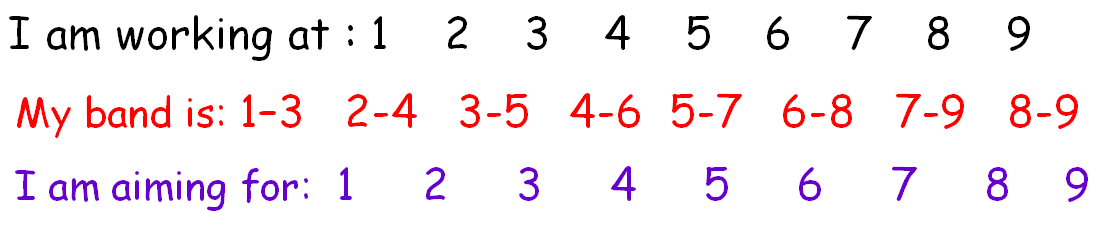 I am working at : 1 2 3 4 5 6 7 8 9
My band is: 1–3 2-4 3-5 4-6 5-7 6-8 7-9 8-9
I am aiming for: 1 2 3 4 5 6 7 8 9